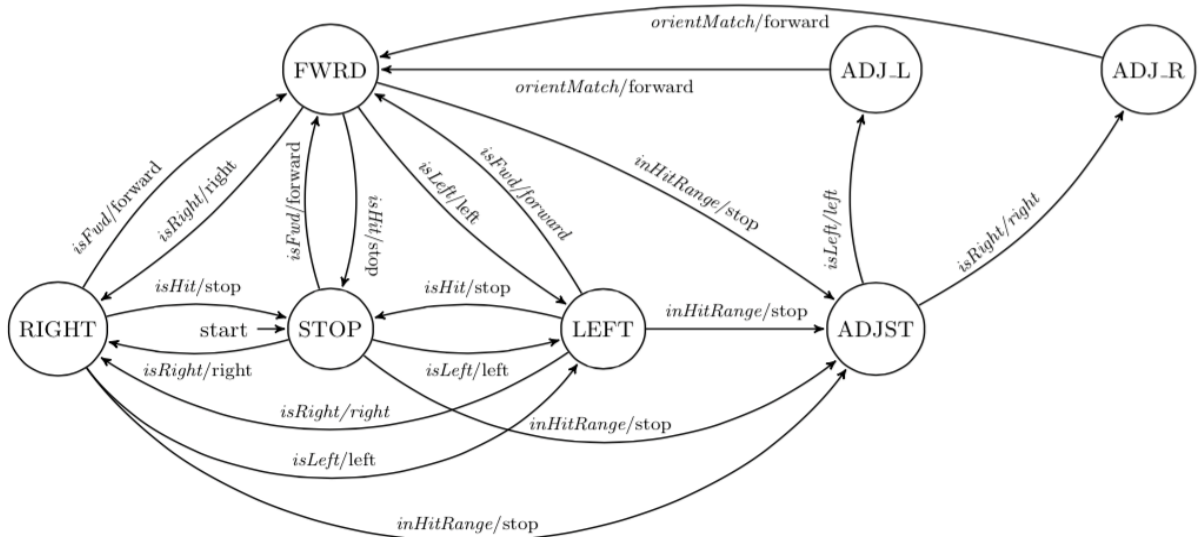 orientMatch/forward
FWRD
ADJ_L
ADJ_R
orientMatch/forward
isFwd/forward
isRight/right
isFwd/forward
isHit/stop
isLeft/left
isFwd/forward
inHitRange/stop
isLeft/left
isRight/right
RIGHT
isHit/stop
start
STOP
isHit/stop
LEFT
inHitRange/stop
ADJST
isRight/right
isLeft/left
isRight/right
inHitRange/stop
isLeft/left
inHitRange/stop